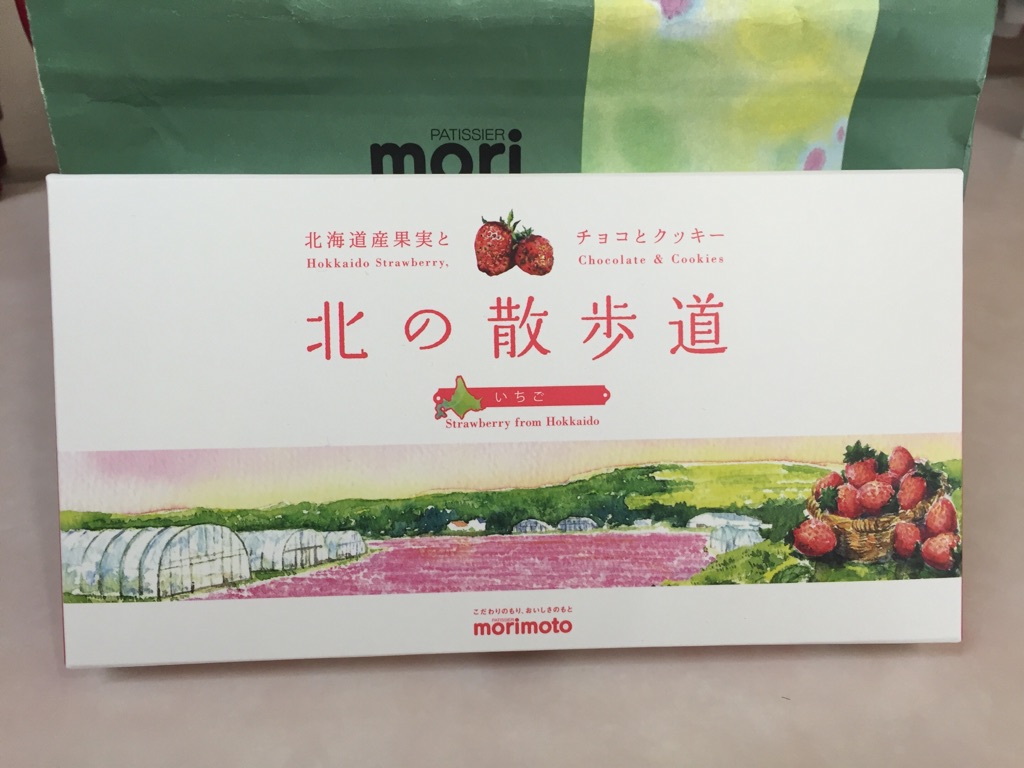 PATISSIER
mori
北海道産果実と
チョコとクッキー
Hokkaido Strawberry,
Chocolate & Cookies
北の散歩道
いちご
Strawberry from Hokkaido
こだわりのもり、おいしさのもと
PATISSIER
morimoto